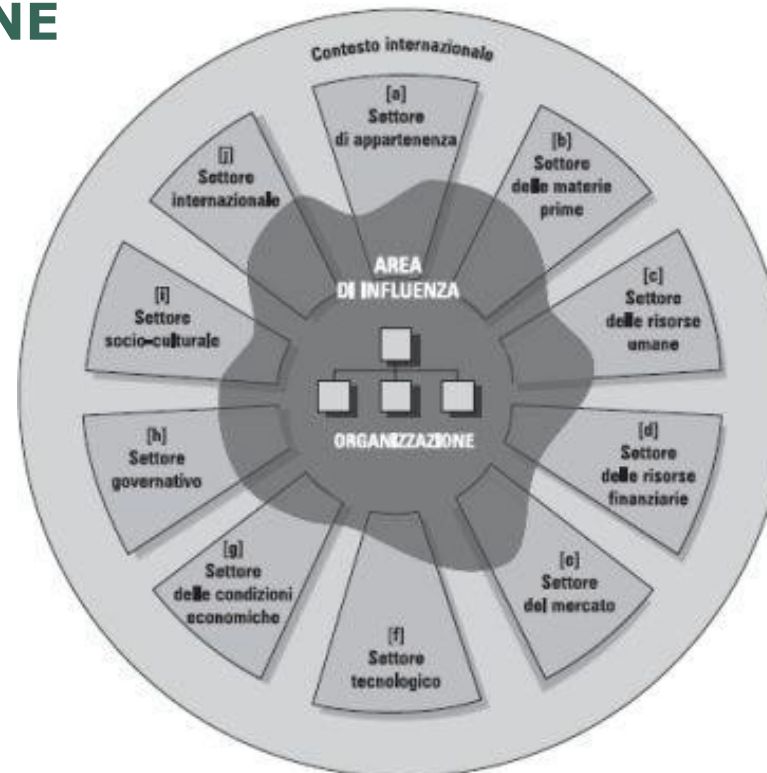 NE
Contesto internazionale
[a]
Settore
di appartenenza
[b]
Settore
delle materie
prime
[c]
Settore
delle risorse
umane
[d]
Settore
delle risorse
finanziarie
[e]
Settore
del mercato
[f]
Settore
tecnologico
[g]
Settore
delle condizioni
economiche
[h]
Settore
governativo
[i]
Settore
socio-culturale
[j]
Settore
internazionale
AREA
DI INFLUENZA
ORGANIZZAZIONE